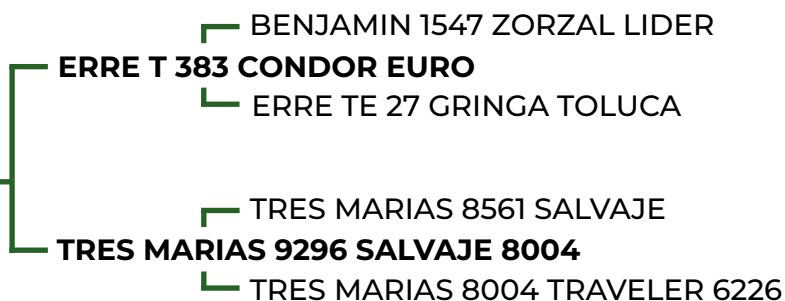 BENJAMIN 1547 ZORZAL LIDER
ERRE T 383 CONDOR EURO
ERRE TE 27 GRINGA TOLUCA
TRES MARIAS 8561 SALVAJE
TRES MARIAS 9296 SALVAJE 8004
TRES MARIAS 8004 TRAVELER 6226